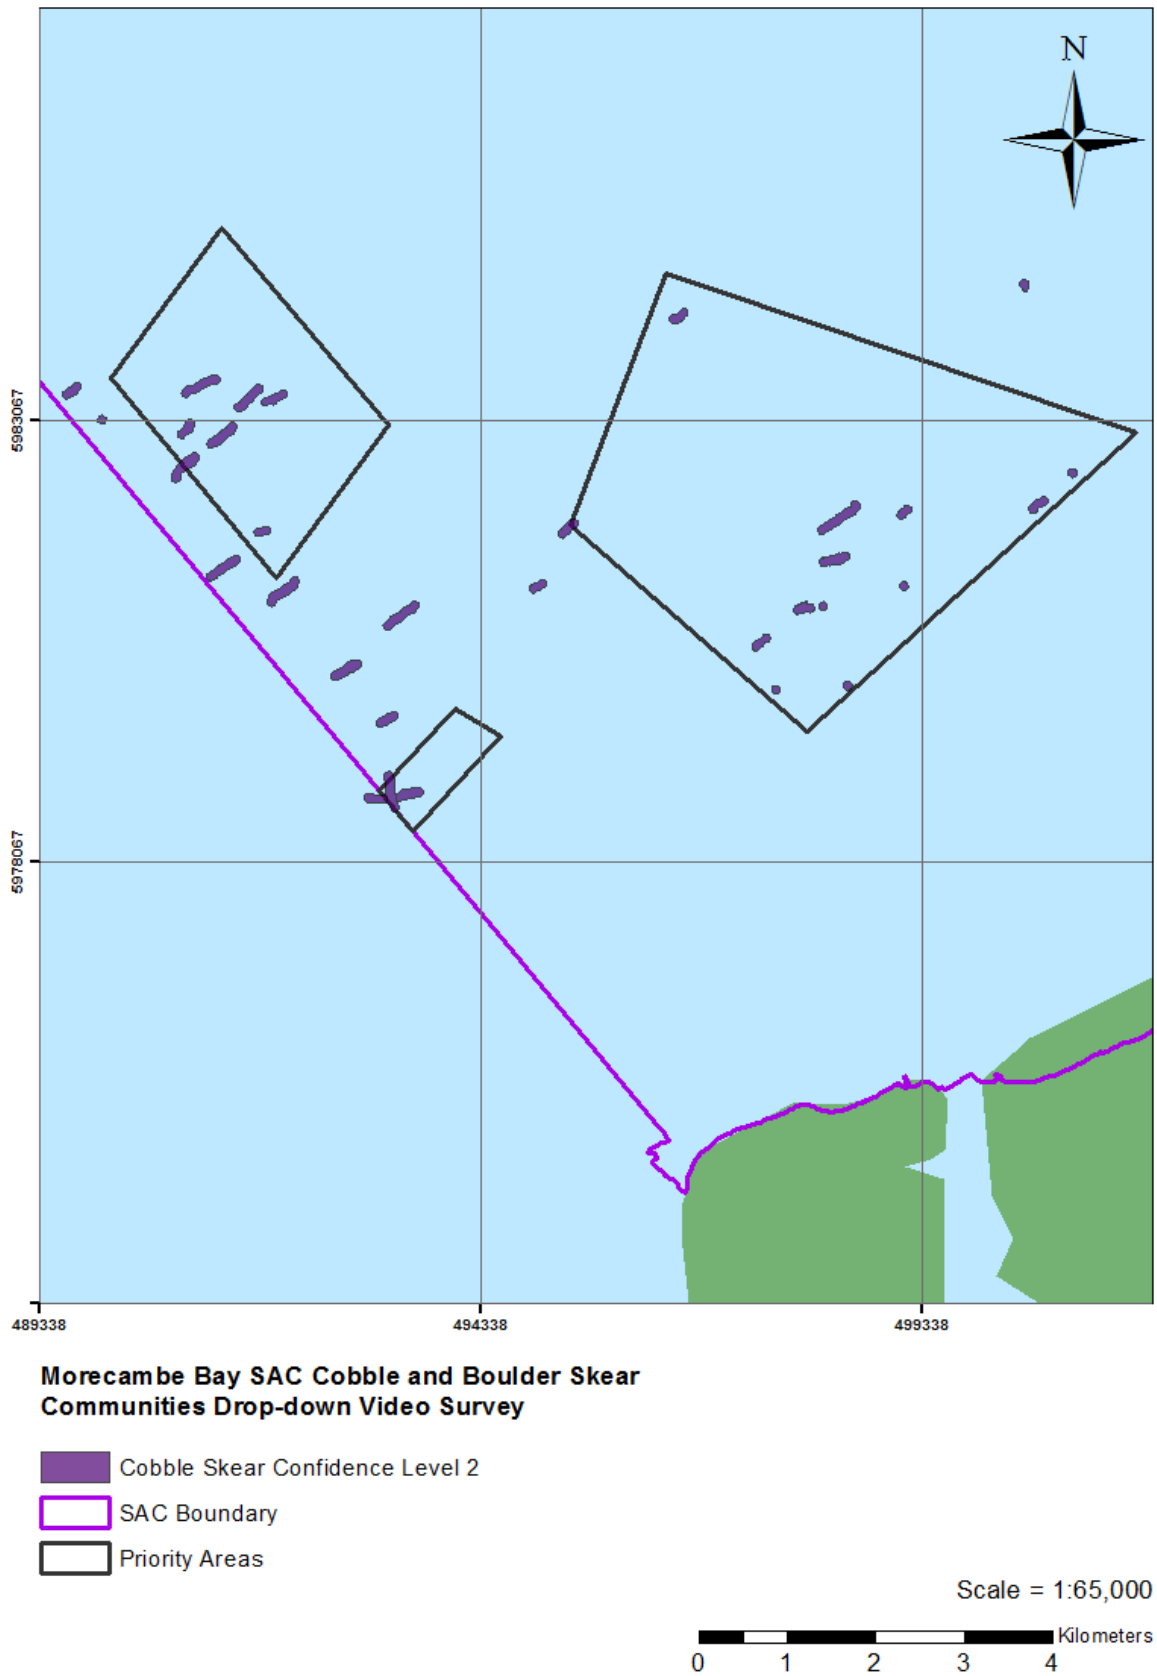 N
5983067
5978067
489338
494338
499338
Morecambe Bay SAC Cobble and Boulder Skear
Communities Drop-down Video Survey
Cobble Skear Confidence Level 2
SAC Boundary
Priority Areas
Scale = 1:65,000
Kilometers
0 1 2 3 4